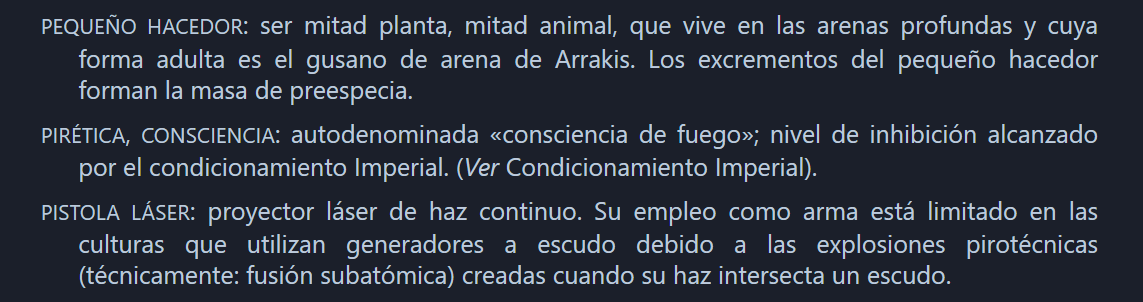 PEQUEÑO HACEDOR: ser mitad planta, mitad animal, que vive en las arenas profundas y cuya
forma adulta es el gusano de arena de Arrakis. Los excrementos del pequeño hacedor
forman la masa de preespecia.
PIRÉTICA, CONSCIENCIA: autodenominada «consciencia de fuego»; nivel de inhibición alcanzado
por el condicionamiento Imperial. (Ver Condicionamiento Imperial).
PISTOLA LÁSER: proyector láser de haz continuo. Su empleo como arma está limitado en las
culturas que utilizan generadores a escudo debido a las explosiones pirotécnicas
(técnicamente: fusión subatómica) creadas cuando su haz intersecta un escudo.